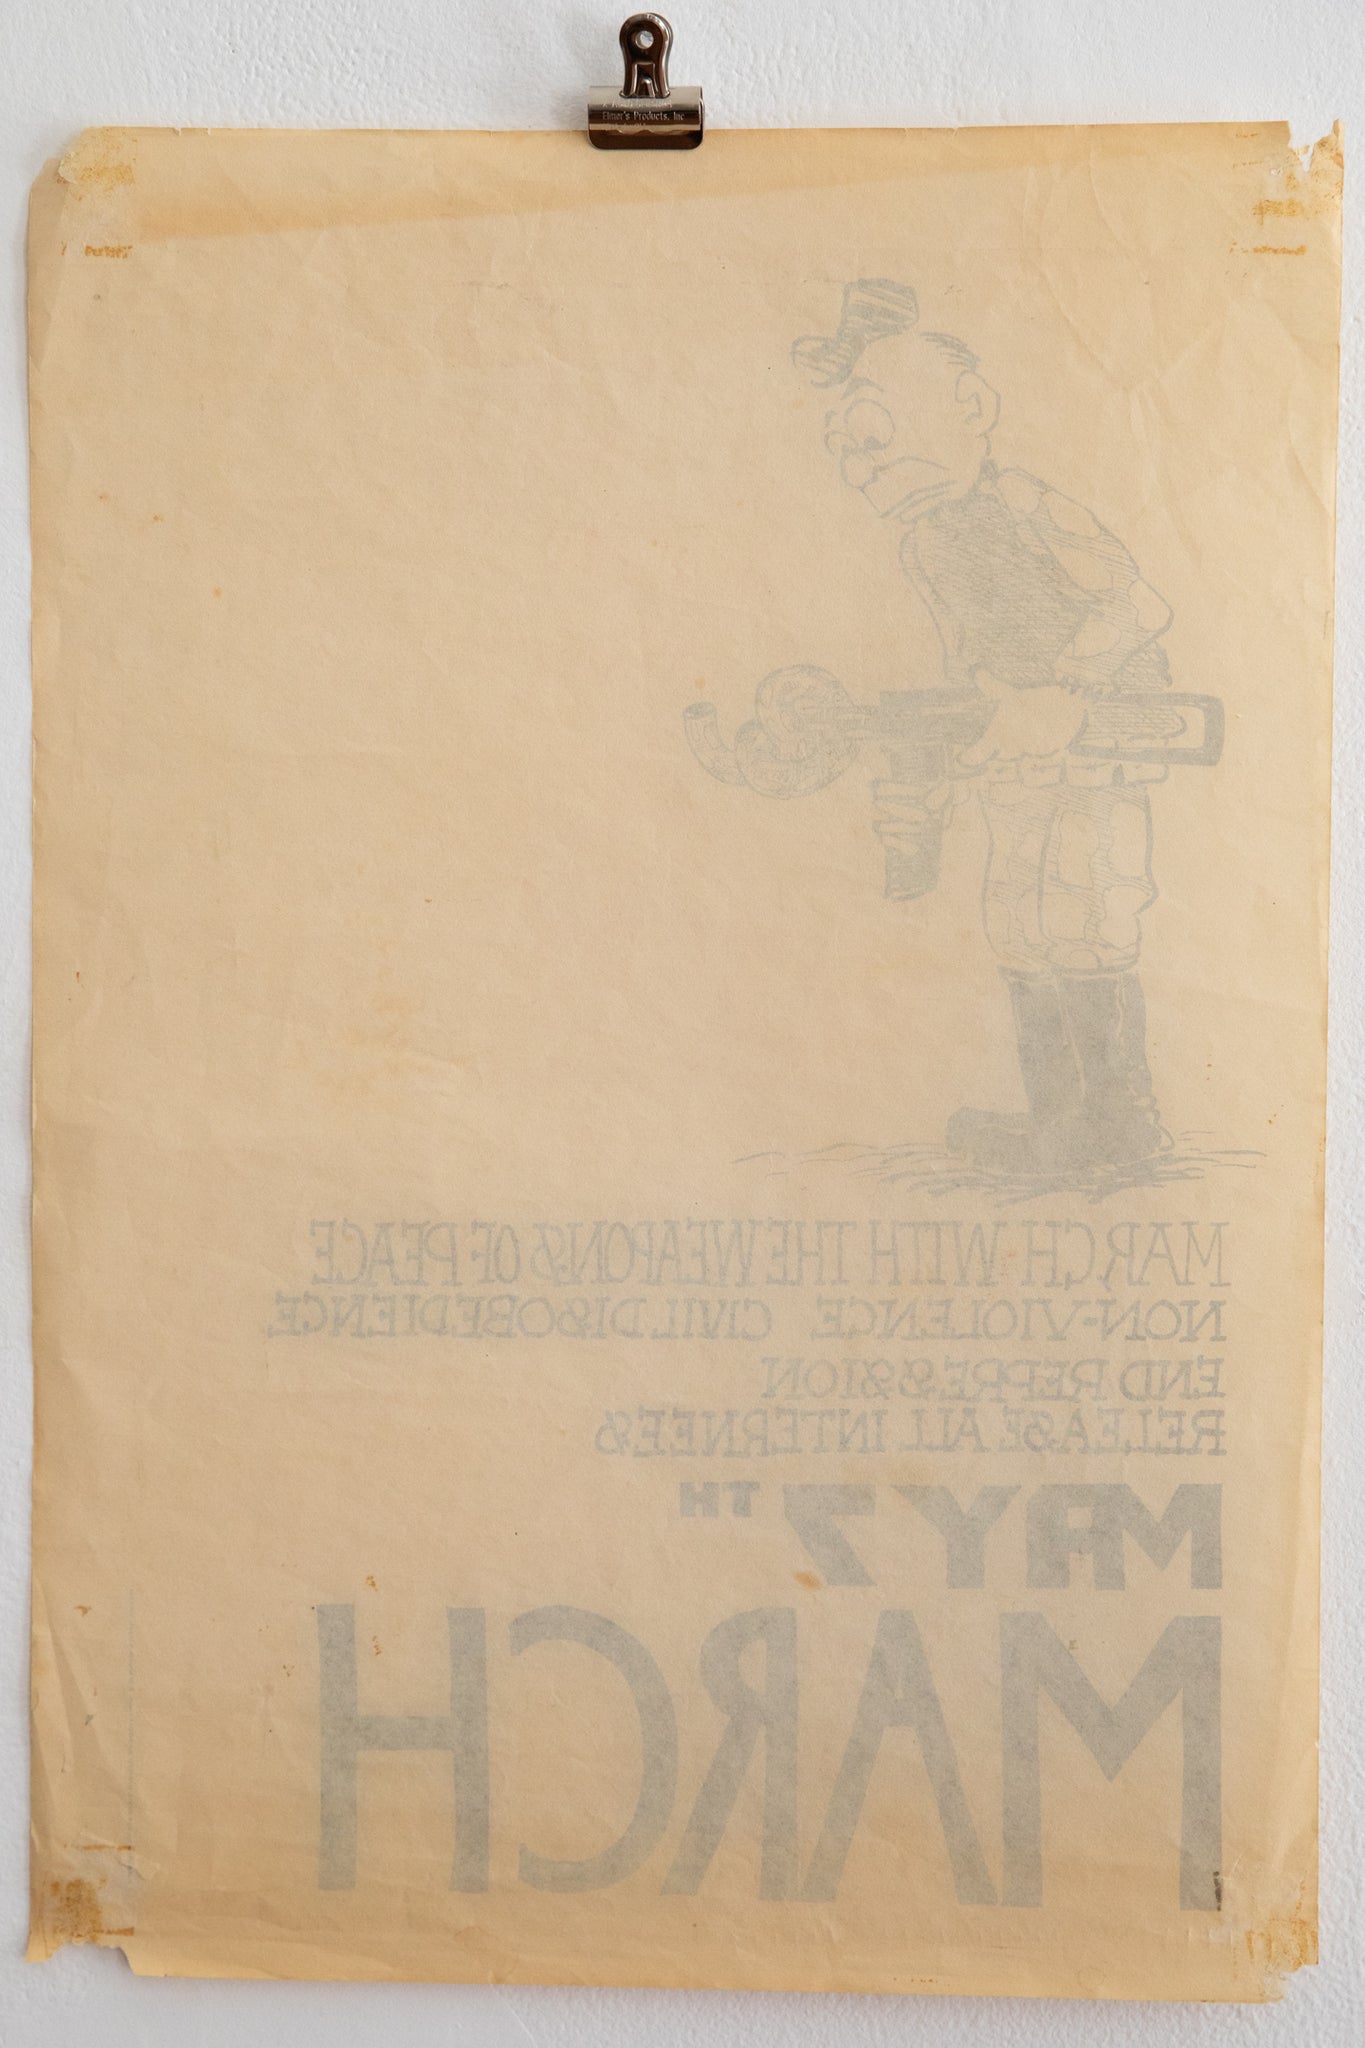 Elmer's Products, Inc
MARCH WITH THE WEAPONS OF PEACE
NON-VIOLENCE CIVIL DISOBEDIENCE
END REPRESSION
RELEASE ALL INTERNEES
MAY 7TH
MARCH